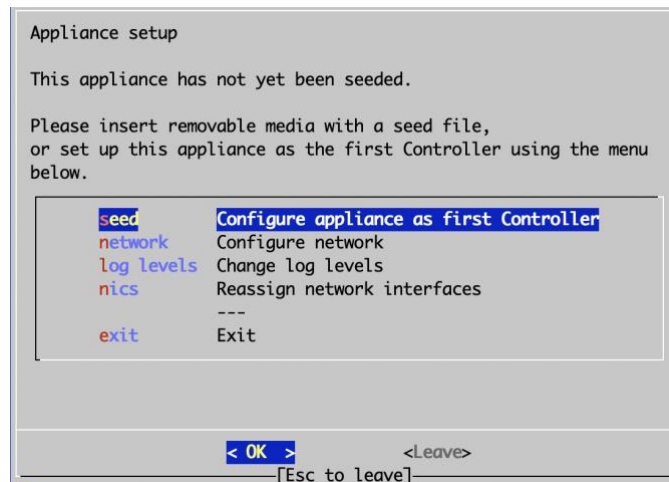 Appliance setup
This appliance has not yet been seeded.
Please insert removable media with a seed file,
or set up this appliance as the first Controller using the menu
below.
seed Configure appliance as first Controller
network Configure network
log levels Change log levels
nics Reassign network interfaces
---
exit Exit
< OK > <Leave>
[Esc to leave]